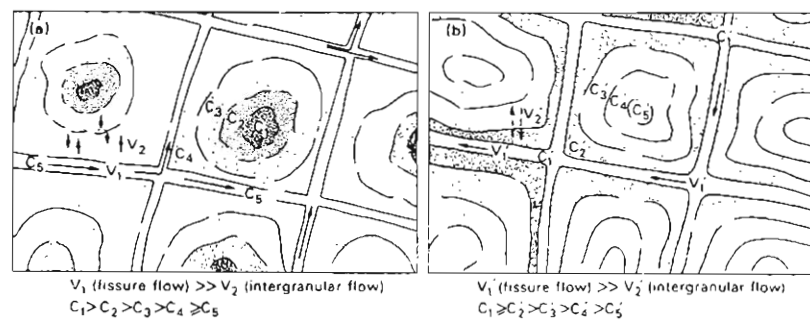 (a)
C3
C2
C1
V2
C4
C5
V1
C5
V1 (fissure flow) >> V2 (intergranular flow)
C1 > C2 > C3 > C4 ⩾ C5
(b)
C
C3 C4 (C5)
V2
V1
C1
C2
V1
V1' (fissure flow) >> V2' (intergranular flow)
C1 ⩾ C2' > C3' > C4' > C5'